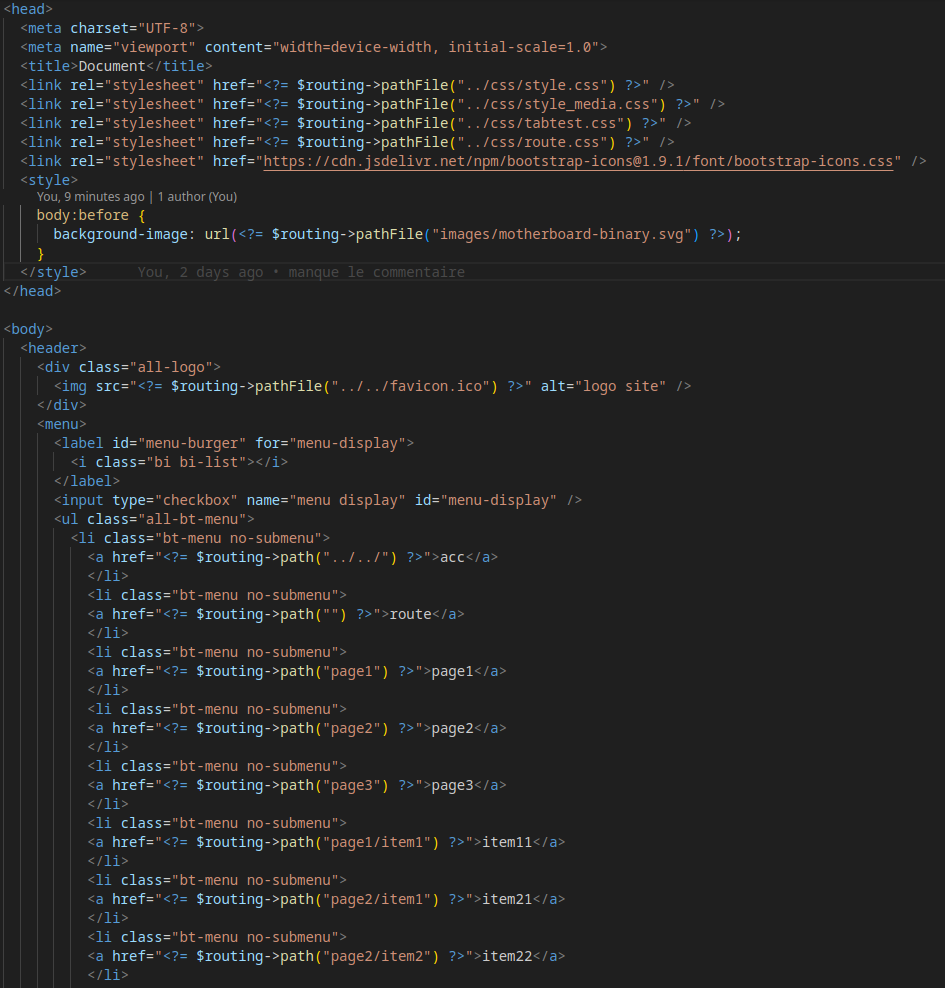 <head>
<meta charset="UTF-8">
<meta name="viewport" content="width=device-width, initial-scale=1.0">
<title>Document</title>
<link rel="stylesheet" href="<?= $routing->pathFile("../css/style.css") ?>" />
<link rel="stylesheet" href="<?= $routing->pathFile("../css/style_media.css") ?>" />
<link rel="stylesheet" href="<?= $routing->pathFile("../css/tabtest.css") ?>" />
<link rel="stylesheet" href="<?= $routing->pathFile("../css/route.css") ?>" />
<link rel="stylesheet" href="https://cdn.jsdelivr.net/npm/bootstrap-icons@1.9.1/font/bootstrap-icons.css" />
<style>
You, 9 minutes ago | 1 author (You)
body:before {
background-image: url(<?= $routing->pathFile("images/motherboard-binary.svg") ?>);
}
</style> You, 2 days ago • manque le commentaire
</head>
<body>
<header>
<div class="all-logo">
<img src="<?= $routing->pathFile("../../favicon.ico") ?>" alt="logo site" />
</div>
<menu>
<label id="menu-burger" for="menu-display">
<i class="bi bi-list"></i>
</label>
<input type="checkbox" name="menu display" id="menu-display" />
<ul class="all-bt-menu">
<li class="bt-menu no-submenu">
<a href="<?= $routing->path("../../") ?>">acc</a>
</li>
<li class="bt-menu no-submenu">
<a href="<?= $routing->path("") ?>">route</a>
</li>
<li class="bt-menu no-submenu">
<a href="<?= $routing->path("page1") ?>">page1</a>
</li>
<li class="bt-menu no-submenu">
<a href="<?= $routing->path("page2") ?>">page2</a>
</li>
<li class="bt-menu no-submenu">
<a href="<?= $routing->path("page3") ?>">page3</a>
</li>
<li class="bt-menu no-submenu">
<a href="<?= $routing->path("page1/item1") ?>">item11</a>
</li>
<li class="bt-menu no-submenu">
<a href="<?= $routing->path("page2/item1") ?>">item21</a>
</li>
<li class="bt-menu no-submenu">
<a href="<?= $routing->path("page2/item2") ?>">item22</a>
</li>